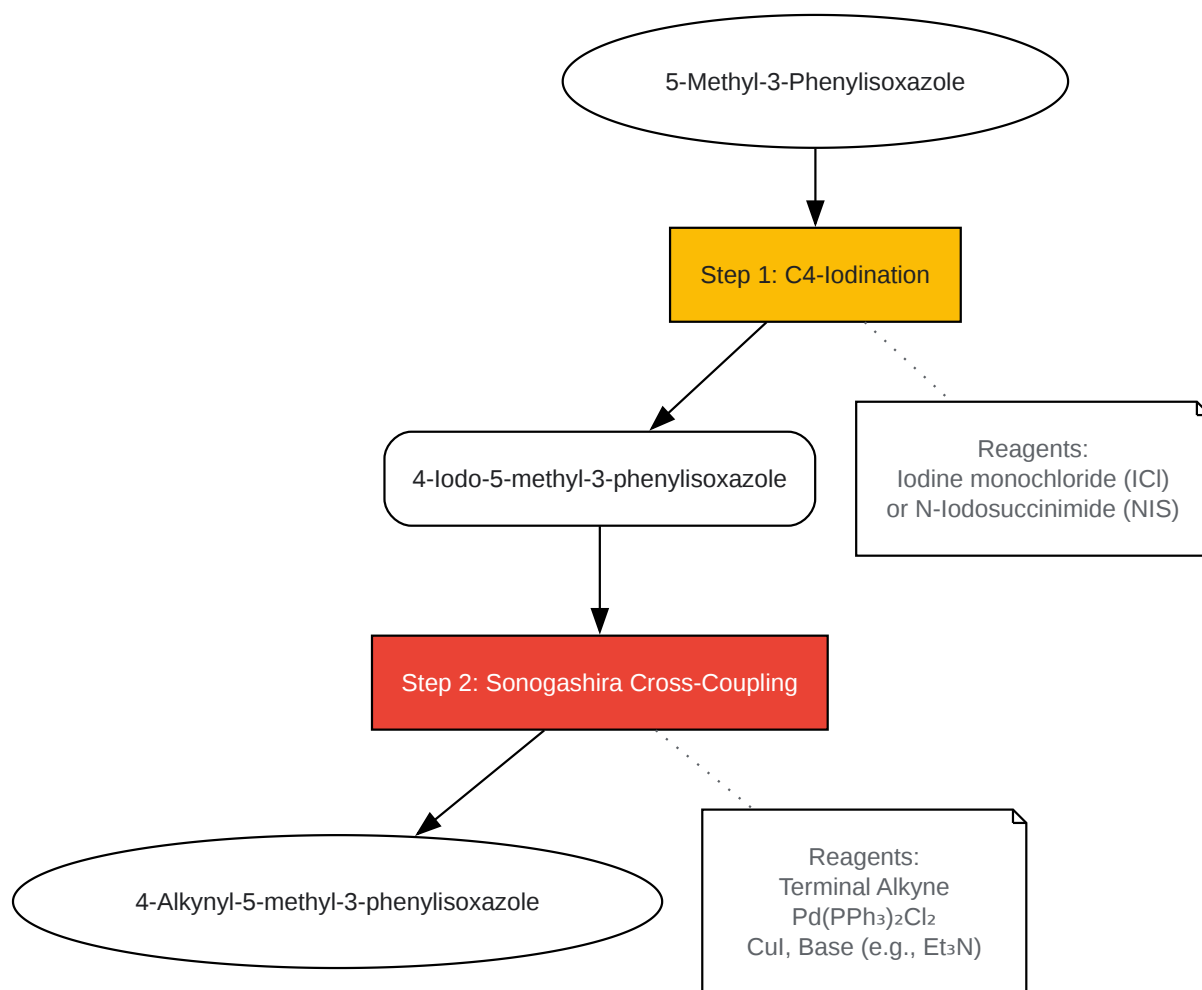 5-Methyl-3-Phenylisoxazole
Step 1: C4-Iodination
Reagents:
Iodine monochloride (ICl)
or N-Iodosuccinimide (NIS)
4-Iodo-5-methyl-3-phenylisoxazole
Step 2: Sonogashira Cross-Coupling
Reagents:
Terminal Alkyne
Pd(PPh₃)₂Cl₂
CuI, Base (e.g., Et₃N)
4-Alkynyl-5-methyl-3-phenylisoxazole